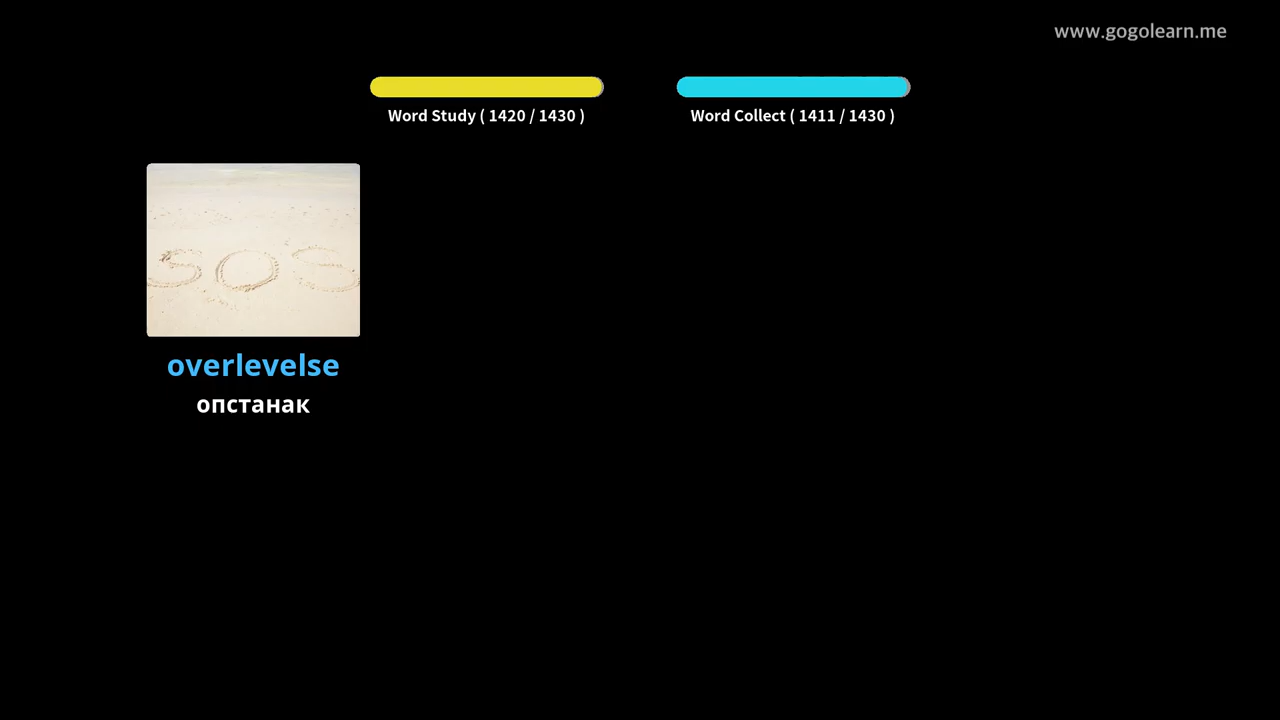 www.gogolearn.me
Word Study ( 1420 / 1430 )
Word Collect ( 1411 / 1430 )
SOS
overlevelse
опстанак